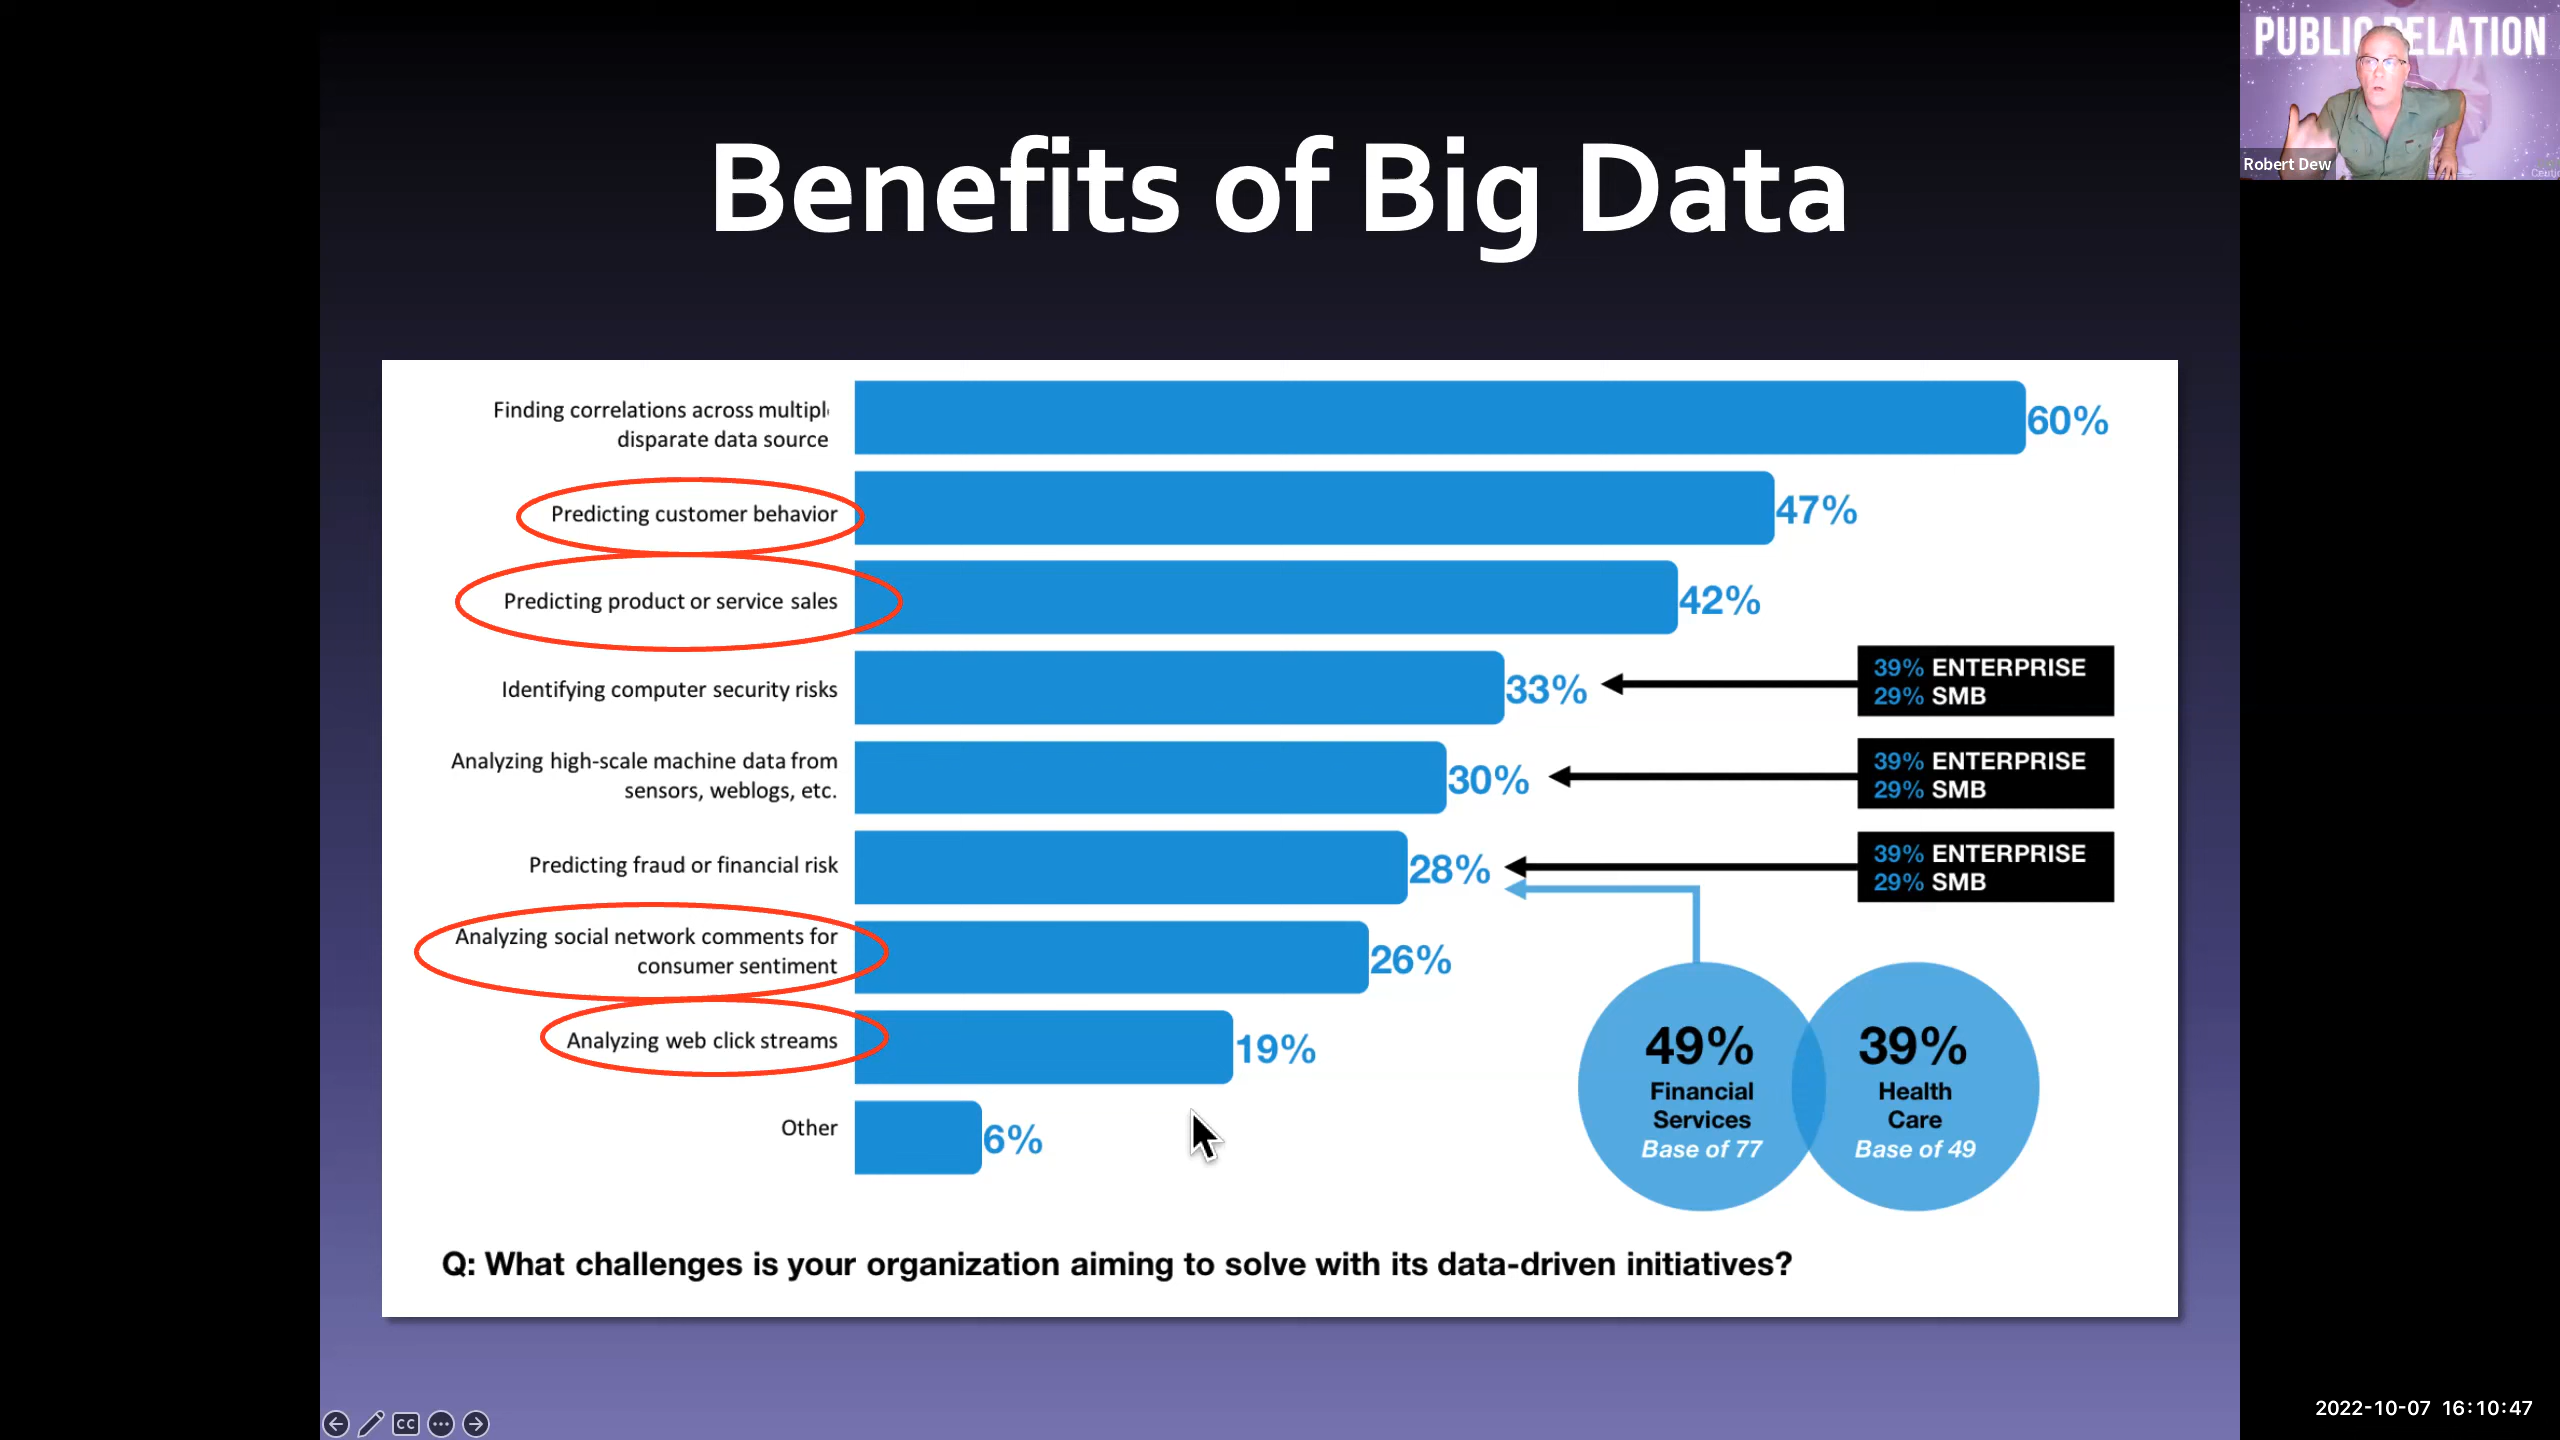 PUBLIC RELATION
Robert Dew
Benefits of Big Data
Finding correlations across multipl
disparate data source
60%
Predicting customer behavior
47%
Predicting product or service sales
42%
Identifying computer security risks
33%
39% ENTERPRISE
29% SMB
Analyzing high-scale machine data from
sensors, weblogs, etc.
30%
39% ENTERPRISE
29% SMB
Predicting fraud or financial risk
28%
39% ENTERPRISE
29% SMB
Analyzing social network comments for
consumer sentiment
26%
Analyzing web click streams
19%
Other
6%
49%
Financial
Services
Base of 77
39%
Health
Care
Base of 49
Q: What challenges is your organization aiming to solve with its data-driven initiatives?
CC
2022-10-07 16:10:47